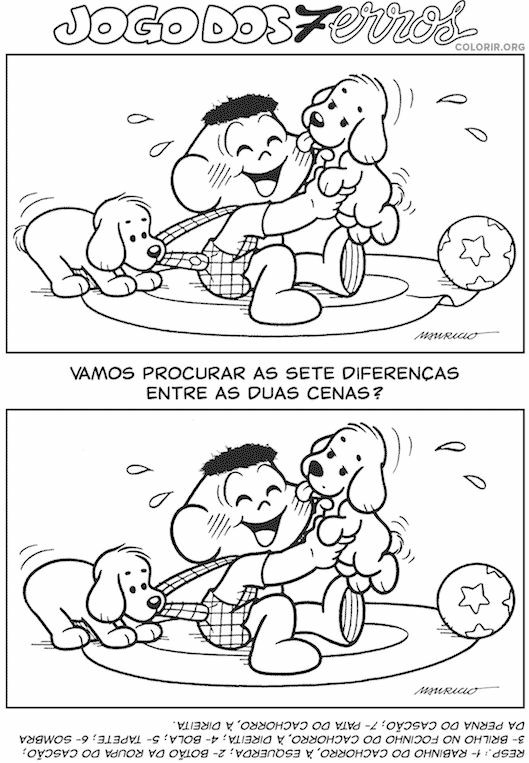 JOGO DOS 7 erros
COLORIR.ORG
MAURICIO
VAMOS PROCURAR AS SETE DIFERENÇAS
ENTRE AS DUAS CENAS?
MAURICIO
RESP.: 1- RABINHO DO CACHORRO, À ESQUERDA; 2- BOTÃO DA ROUPA DO CASCÃO;
3- BRILHO NO FOCINHO DO CACHORRO, À DIREITA; 4- BOLA; 5- TAPETE; 6- SOMBRA
DA PERNA DO CASCÃO; 7- PATA DO CACHORRO, À DIREITA.